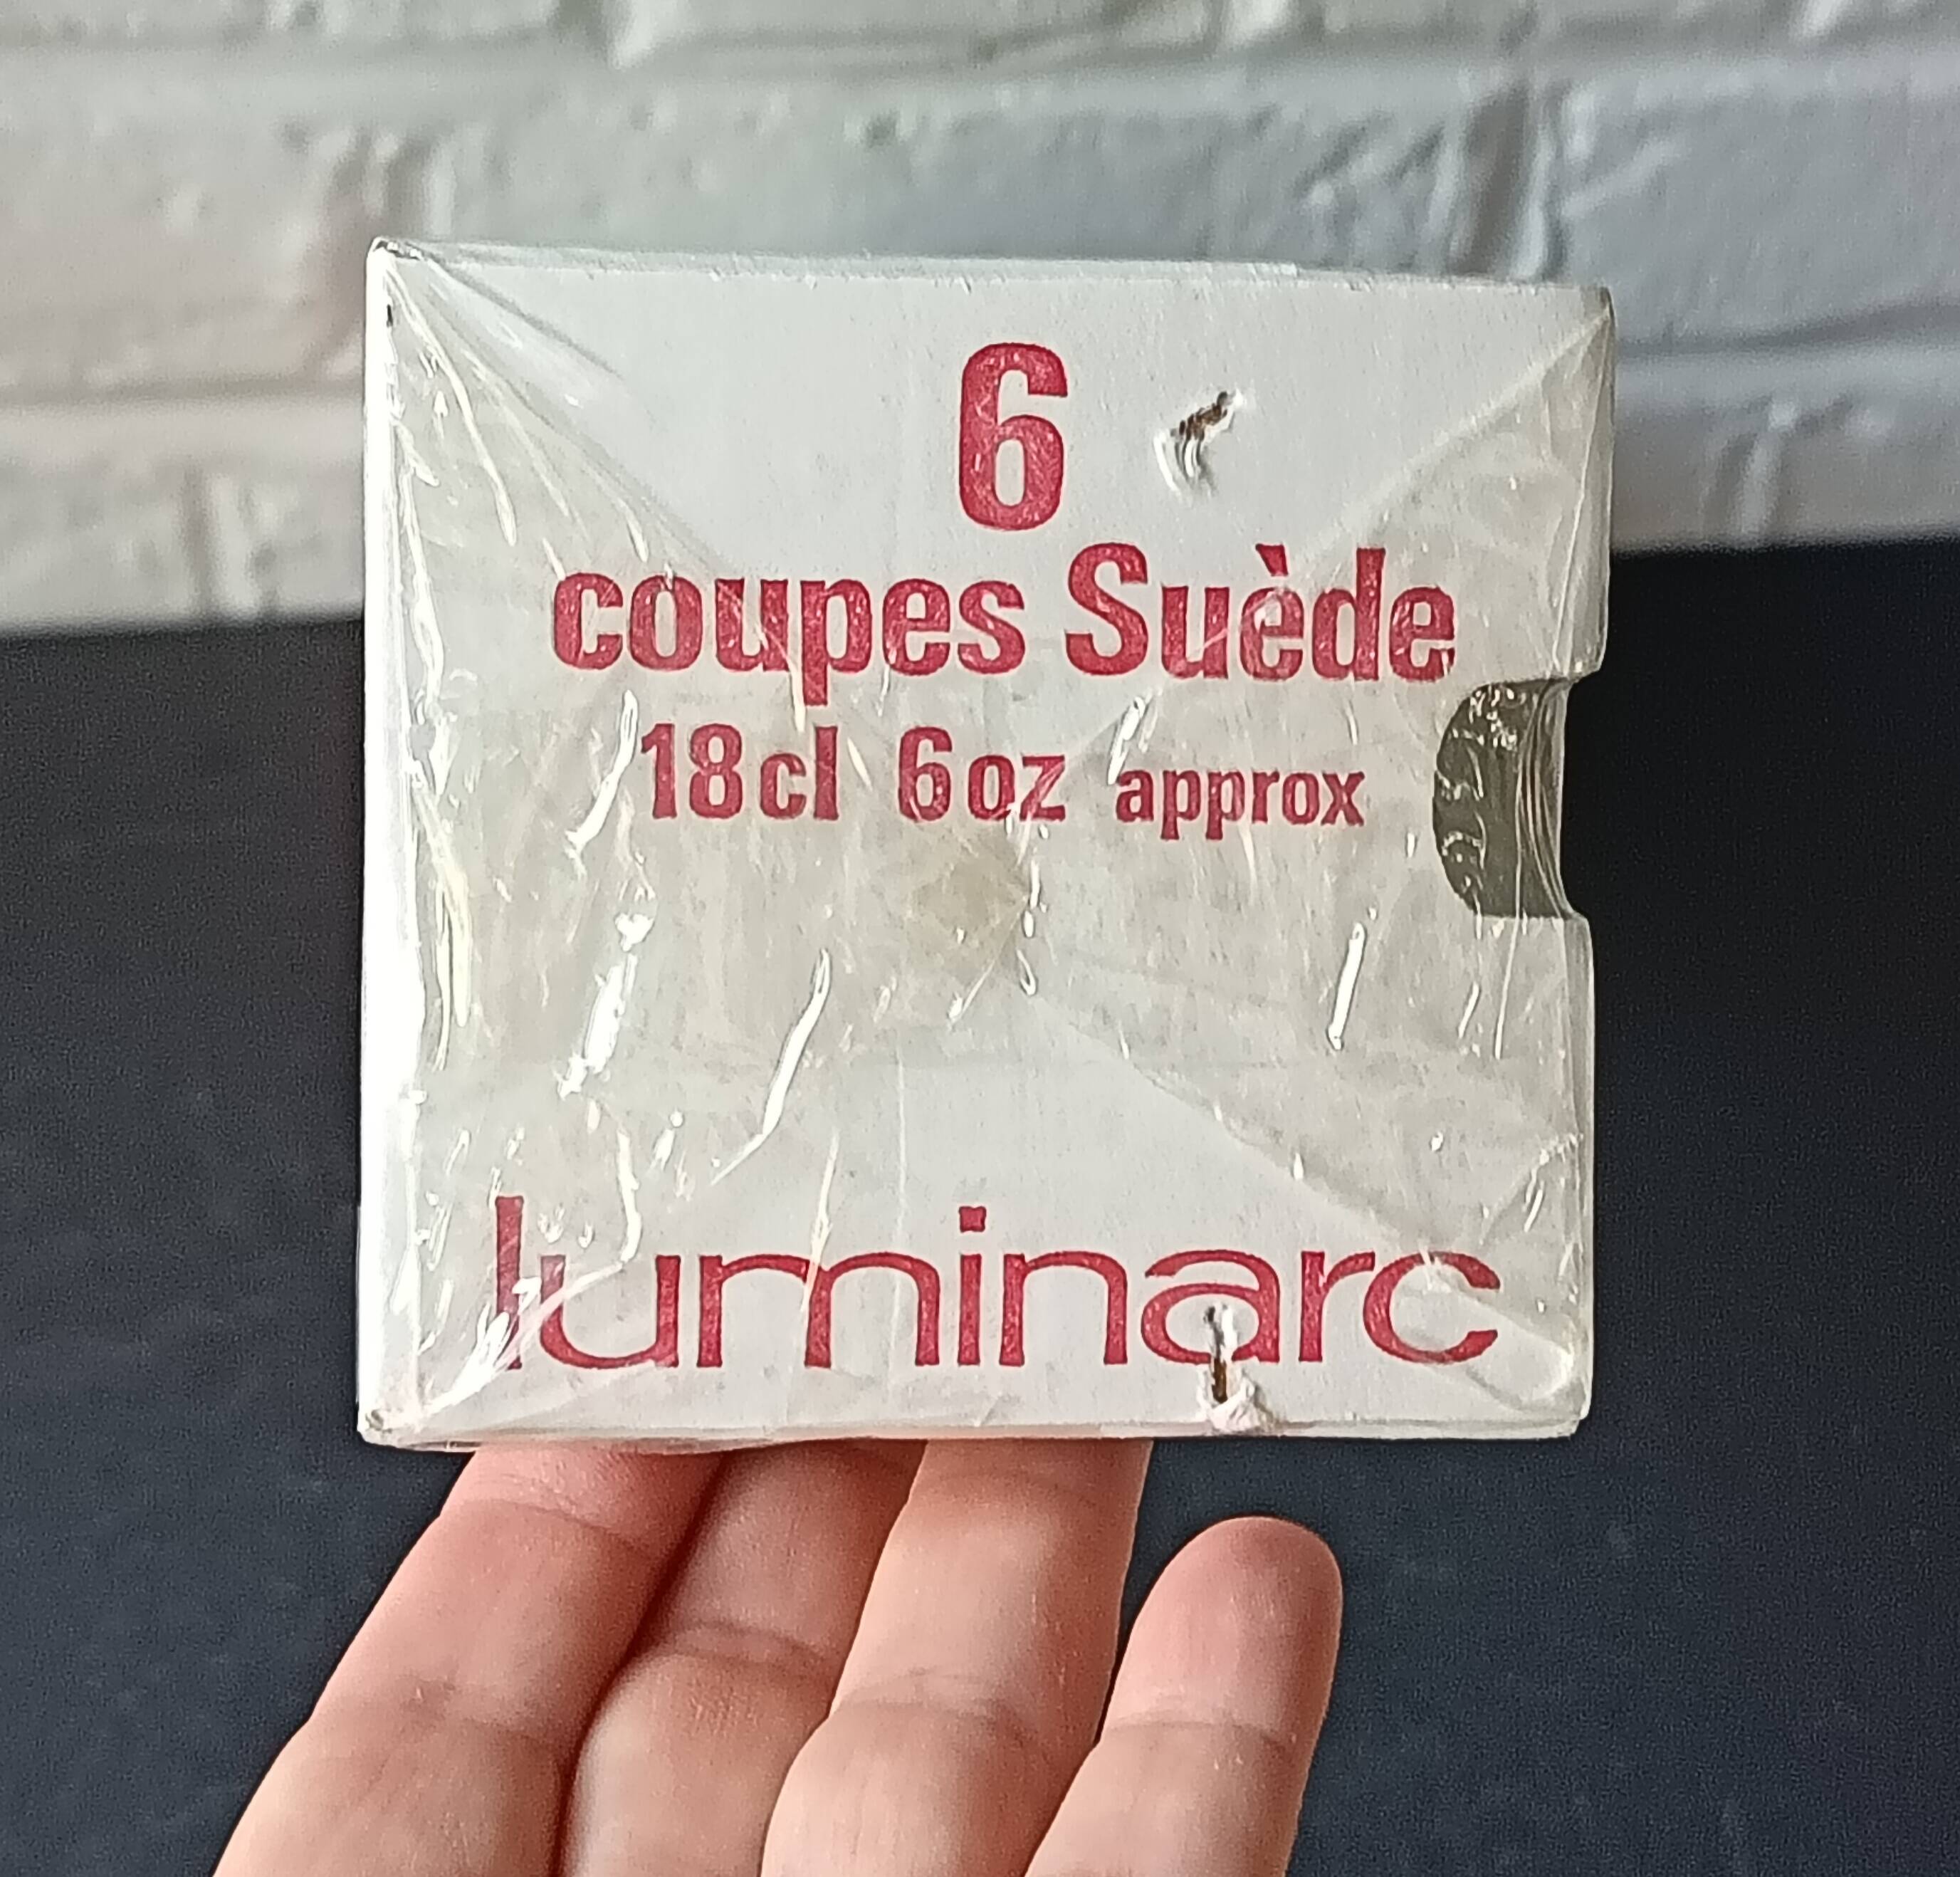 6
coupes Suède
18cl 6oz approx
luminarc